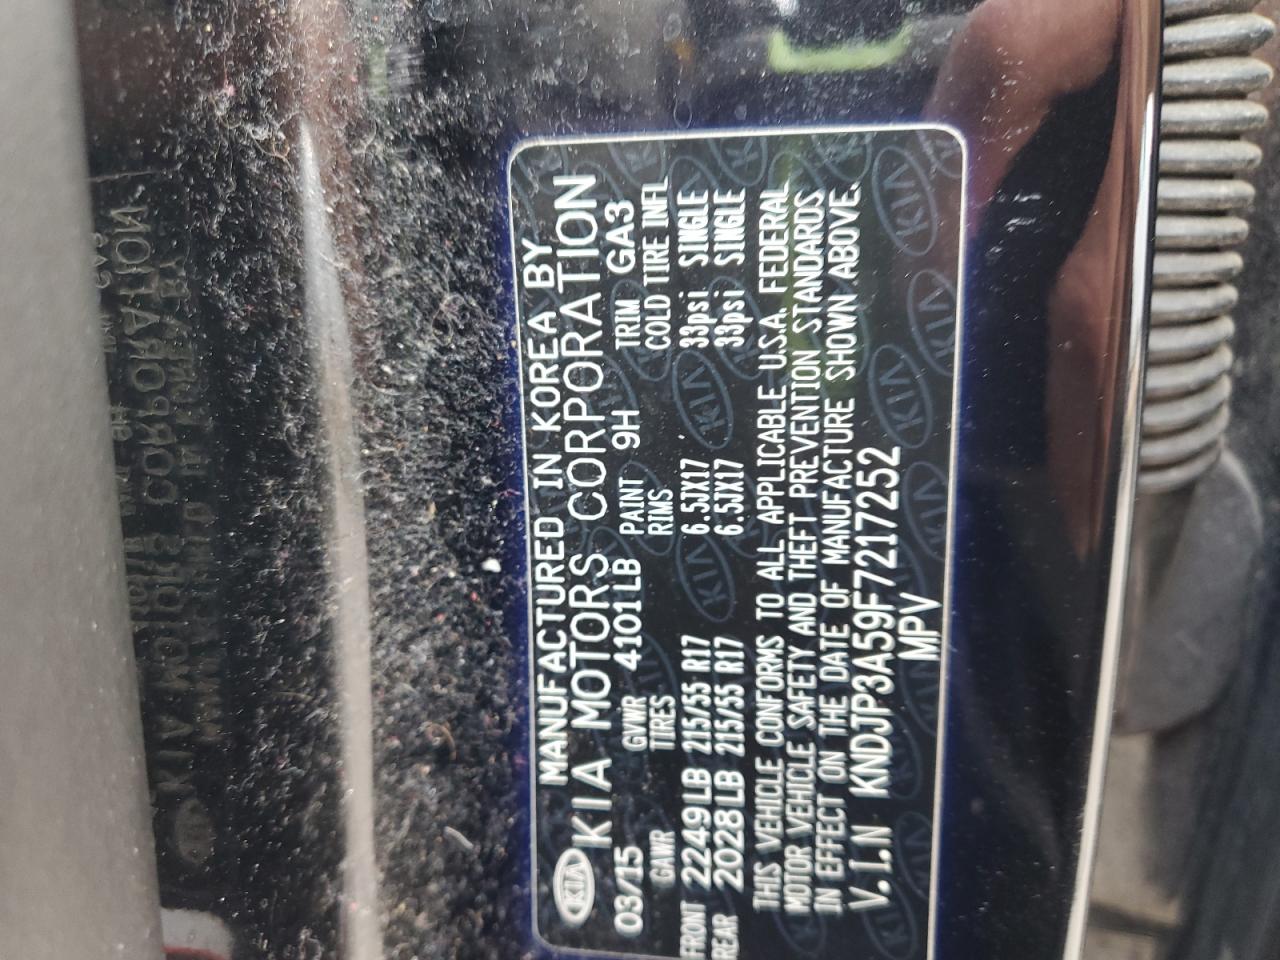 MANUFACTURED IN KOREA BY
KIA KIA MOTORS CORPORATION
03/15 GVWR 4101LB PAINT 9H TRIM GA3
GAWR TIRES RIMS COLD TIRE INFL
FRONT 2249LB 215/55 R17 6.5JX17 33psi SINGLE
REAR 2028LB 215/55 R17 6.5JX17 33psi SINGLE
THIS VEHICLE CONFORMS TO ALL APPLICABLE U.S.A. FEDERAL
MOTOR VEHICLE SAFETY AND THEFT PREVENTION STANDARDS
IN EFFECT ON THE DATE OF MANUFACTURE SHOWN ABOVE.
V.I.N KNDJP3A59F7217252
MPV